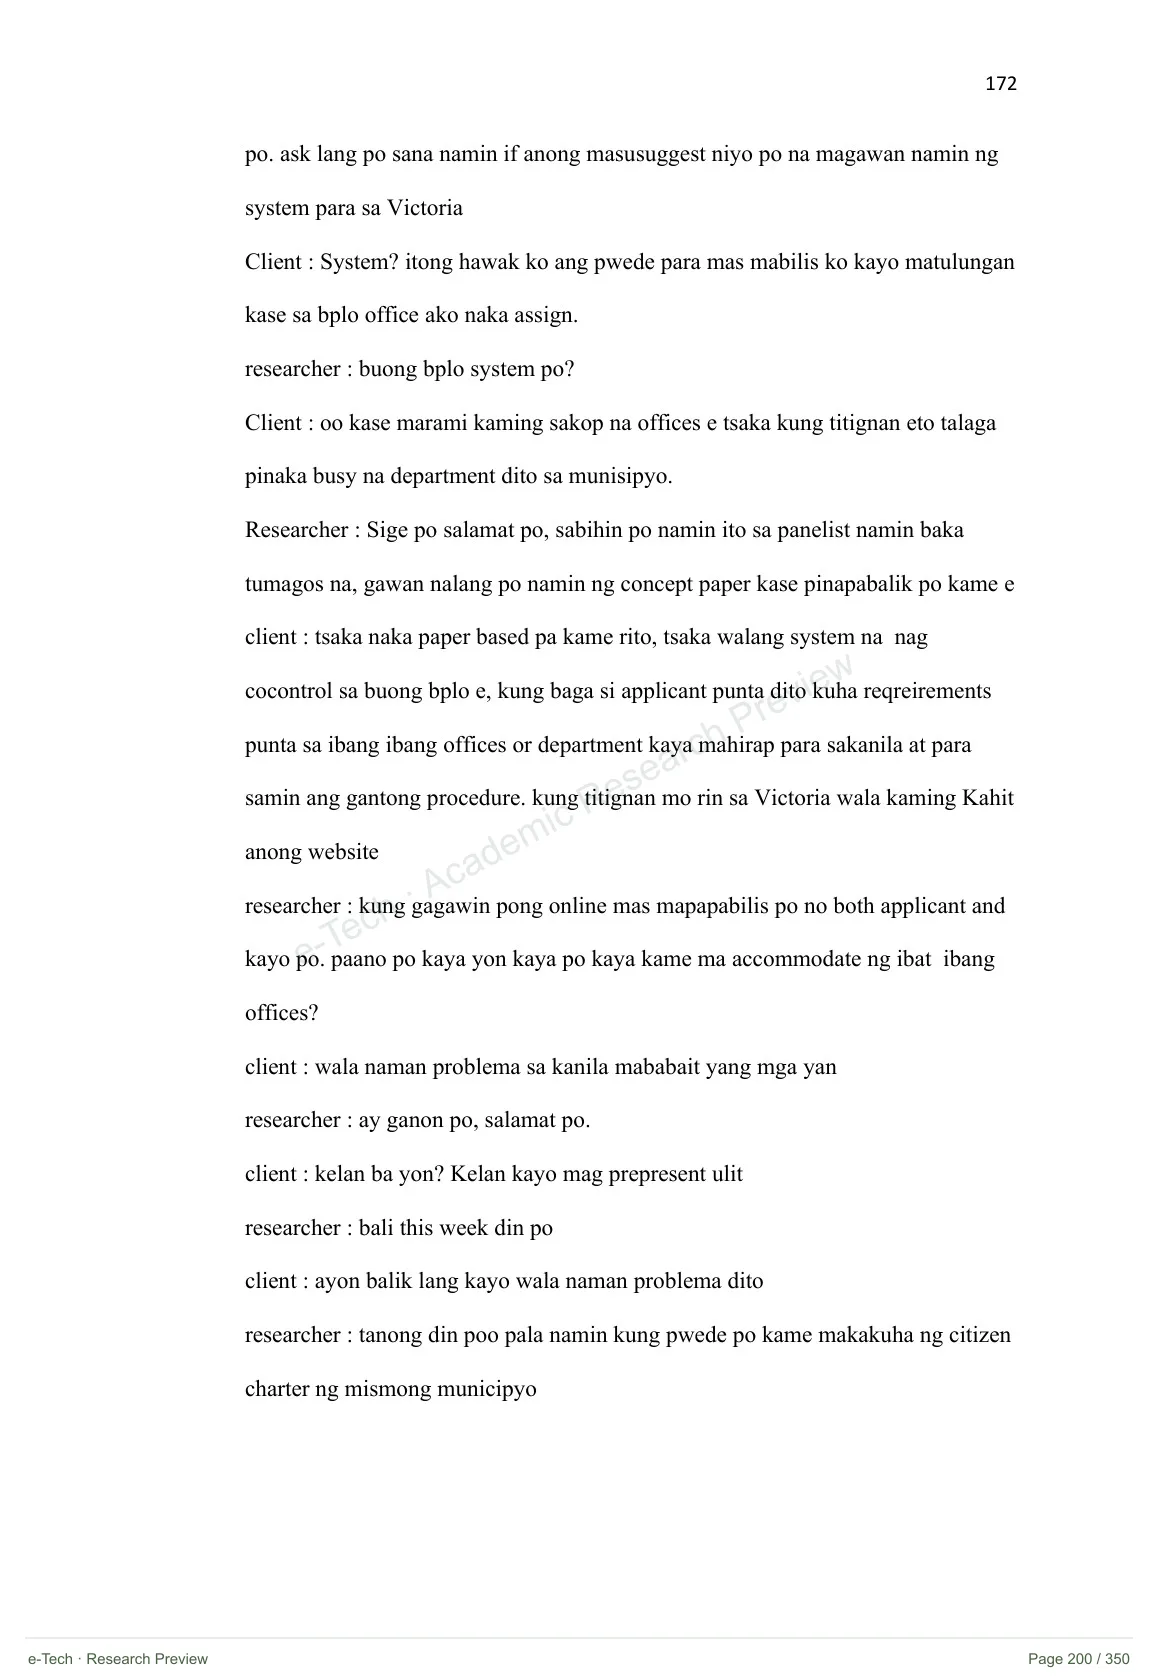 172
po. ask lang po sana namin if anong masusuggest niyo po na magawan namin ng
system para sa Victoria
Client : System? itong hawak ko ang pwede para mas mabilis ko kayo matulungan
kase sa bplo office ako naka assign.
researcher : buong bplo system po?
Client : oo kase marami kaming sakop na offices e tsaka kung titignan eto talaga
pinaka busy na department dito sa munisipyo.
Researcher : Sige po salamat po, sabihin po namin ito sa panelist namin baka
tumagos na, gawan nalang po namin ng concept paper kase pinapabalik po kame e
client : tsaka naka paper based pa kame rito, tsaka walang system na  nag
cocontrol sa buong bplo e, kung baga si applicant punta dito kuha reqreirements
punta sa ibang ibang offices or department kaya mahirap para sakanila at para
samin ang gantong procedure. kung titignan mo rin sa Victoria wala kaming Kahit
anong website
researcher : kung gagawin pong online mas mapapabilis po no both applicant and
kayo po. paano po kaya yon kaya po kaya kame ma accommodate ng ibat  ibang
offices?
client : wala naman problema sa kanila mababait yang mga yan
researcher : ay ganon po, salamat po.
client : kelan ba yon? Kelan kayo mag prepresent ulit
researcher : bali this week din po
client : ayon balik lang kayo wala naman problema dito
researcher : tanong din poo pala namin kung pwede po kame makakuha ng citizen
charter ng mismong municipyo
e-Tech · Academic Research Preview
e-Tech · Research Preview
Page 200 / 350